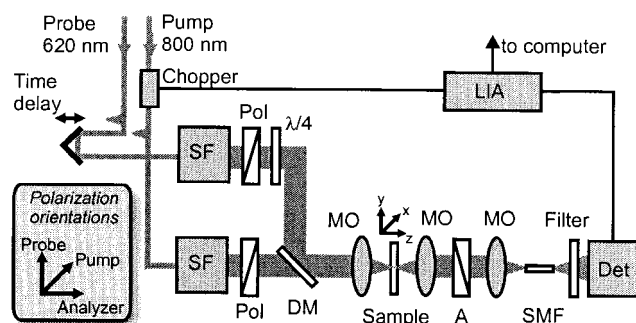 Probe
620 nm
Pump
800 nm
to computer
Time
delay
Chopper
LIA
Pol
λ/4
SF
Polarization
orientations
Probe
Pump
Analyzer
SF
Pol
DM
MO
y
x
z
Sample
MO
A
MO
SMF
Filter
Det